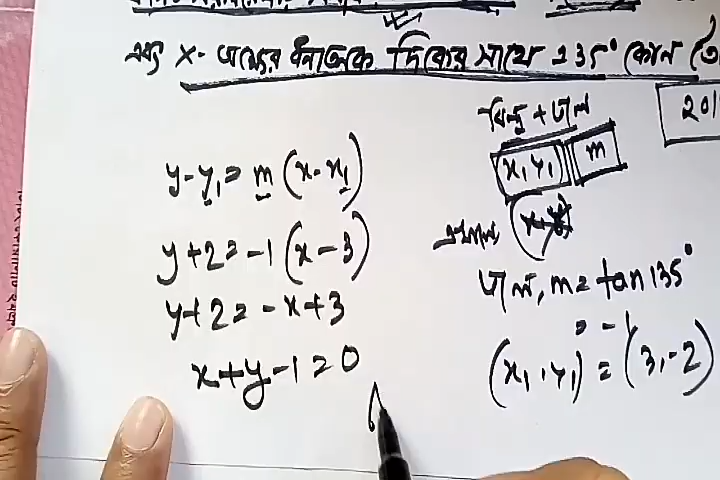 এবং x- অক্ষের ধনাত্মক দিকের সাথে 135° কোন
বিন্দু + ঢাল
(x₁ y₁) m
201
y-y₁= m (x-x₁)
এখানে
y+2=-1 (x-3)
ঢাল, m= tan 135°
= -1
y+2=-x+3
x+y-1=0
(x₁, y₁) = (3,-2)